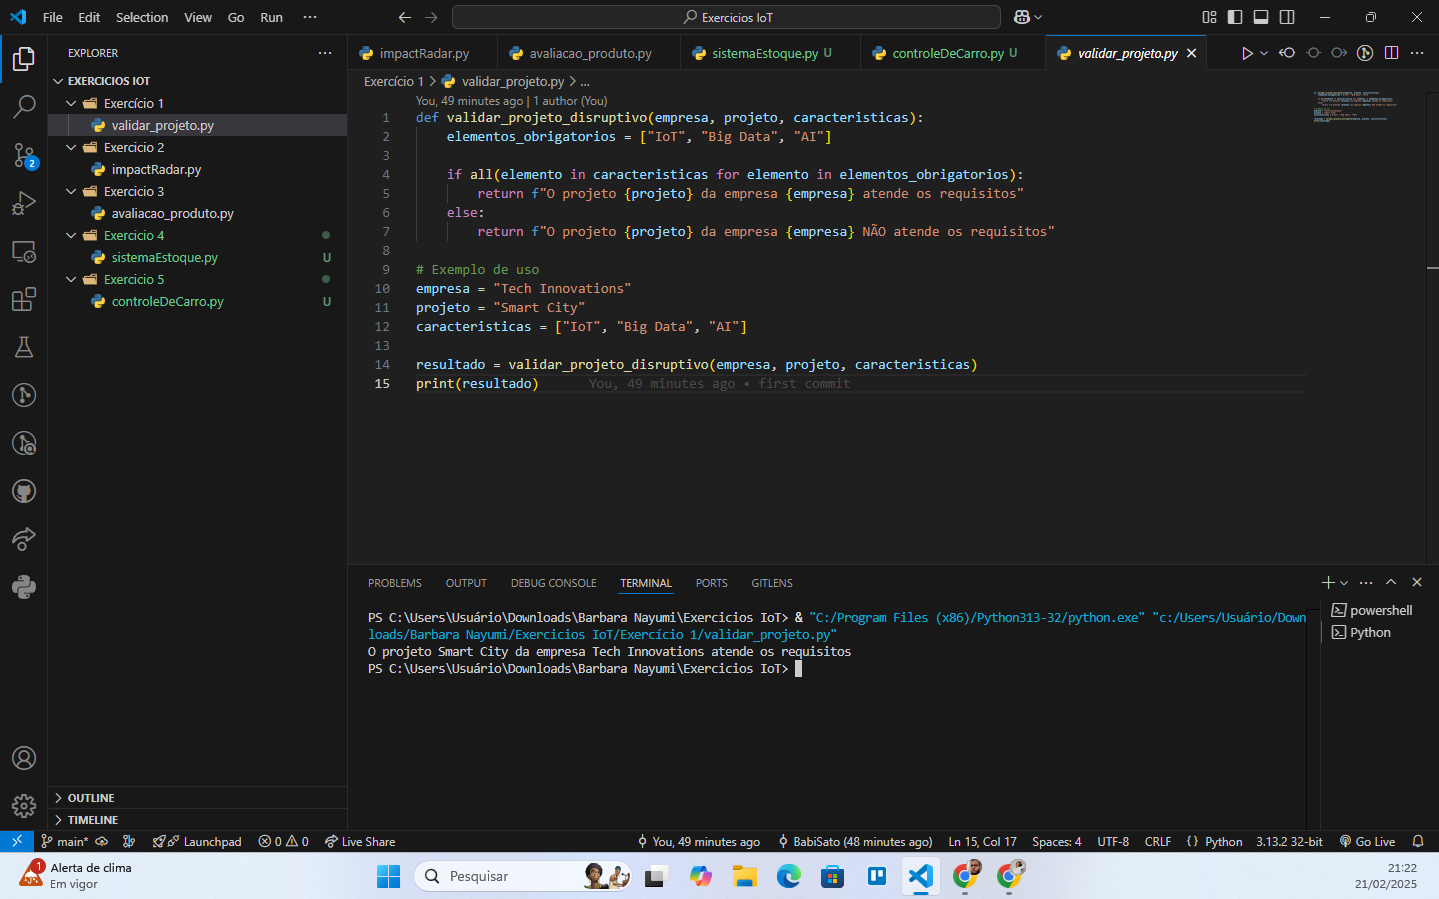 File Edit Selection View Go Run ···
Exercicios IoT
EXPLORER ···
EXERCICIOS IOT
Exercício 1
validar_projeto.py
Exercicio 2
impactRadar.py
Exercicio 3
avaliacao_produto.py
Exercicio 4
sistemaEstoque.py U
Exercicio 5
controleDeCarro.py U
OUTLINE
TIMELINE
2
impactRadar.py avaliacao_produto.py sistemaEstoque.py U controleDeCarro.py U validar_projeto.py
Exercício 1 > validar_projeto.py > ...
You, 49 minutes ago | 1 author (You)
1 def validar_projeto_disruptivo(empresa, projeto, caracteristicas):
2 elementos_obrigatorios = ["IoT", "Big Data", "AI"]
3
4 if all(elemento in caracteristicas for elemento in elementos_obrigatorios):
5 return f"O projeto {projeto} da empresa {empresa} atende os requisitos"
6 else:
7 return f"O projeto {projeto} da empresa {empresa} NÃO atende os requisitos"
8
9 # Exemplo de uso
10 empresa = "Tech Innovations"
11 projeto = "Smart City"
12 caracteristicas = ["IoT", "Big Data", "AI"]
13
14 resultado = validar_projeto_disruptivo(empresa, projeto, caracteristicas)
15 print(resultado) You, 49 minutes ago • first commit
PROBLEMS OUTPUT DEBUG CONSOLE TERMINAL PORTS GITLENS
PS C:\Users\Usuário\Downloads\Barbara Nayumi\Exercicios IoT> & "C:/Program Files (x86)/Python313-32/python.exe" "c:/Users/Usuário/Down
loads/Barbara Nayumi/Exercicios IoT/Exercício 1/validar_projeto.py"
O projeto Smart City da empresa Tech Innovations atende os requisitos
PS C:\Users\Usuário\Downloads\Barbara Nayumi\Exercicios IoT>
powershell
Python
main* Launchpad 0 0 Live Share You, 49 minutes ago BabiSato (48 minutes ago) Ln 15, Col 17 Spaces: 4 UTF-8 CRLF {} Python 3.13.2 32-bit Go Live
1
Alerta de clima
Em vigor
Pesquisar
21:22
21/02/2025